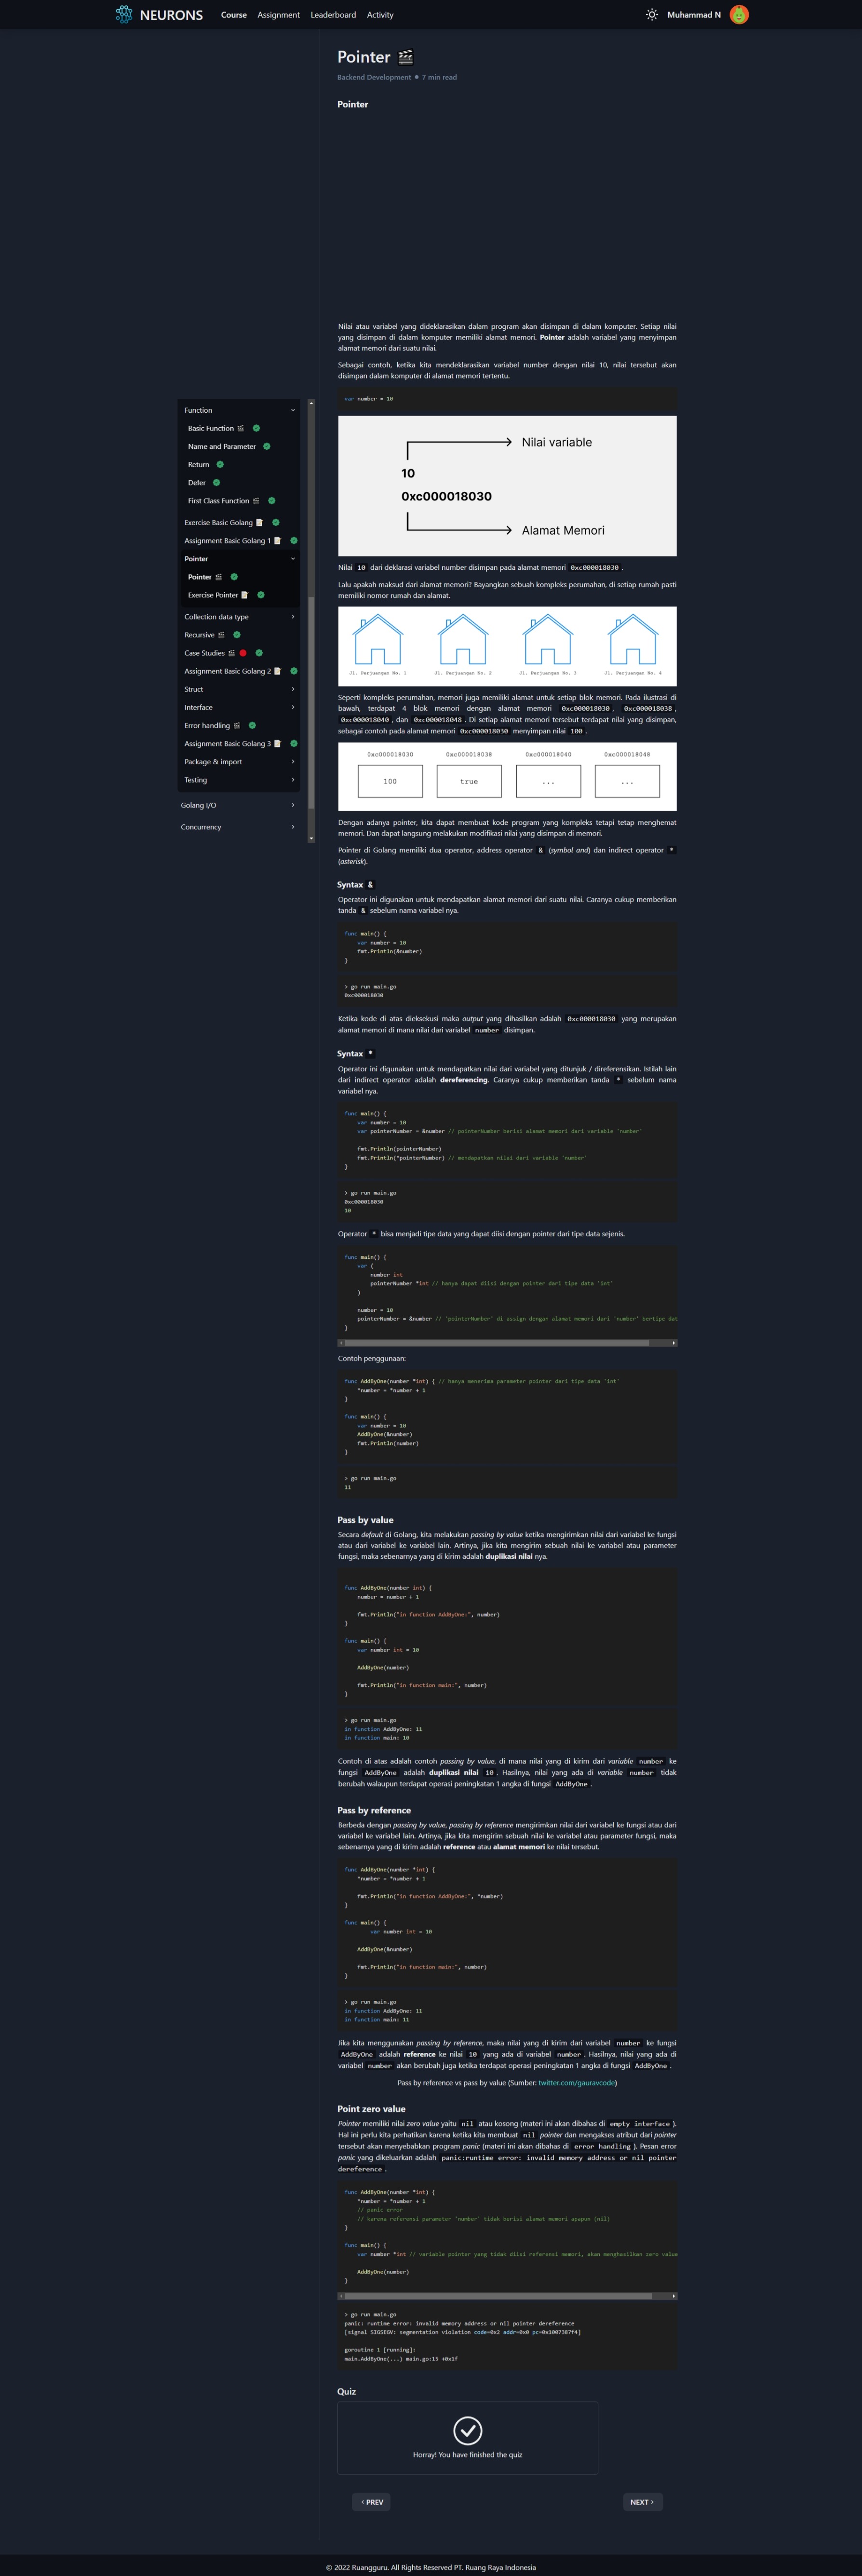 NEURONS
Course Assignment Leaderboard Activity
Muhammad N
Function
Basic Function
Name and Parameter
Return
Defer
First Class Function
Exercise Basic Golang
Assignment Basic Golang 1
Pointer
Pointer
Exercise Pointer
Collection data type
Recursive
Case Studies
Assignment Basic Golang 2
Struct
Interface
Error handling
Assignment Basic Golang 3
Package & import
Testing
Golang I/O
Concurrency
Pointer
Backend Development • 7 min read
Pointer
Nilai atau variabel yang dideklarasikan dalam program akan disimpan di dalam komputer. Setiap nilai
yang disimpan di dalam komputer memiliki alamat memori. Pointer adalah variabel yang menyimpan
alamat memori dari suatu nilai.
Sebagai contoh, ketika kita mendeklarasikan variabel number dengan nilai 10, nilai tersebut akan
disimpan dalam komputer di alamat memori tertentu.
var number = 10
Nilai variable
10
0xc000018030
Alamat Memori
Nilai 10 dari deklarasi variabel number disimpan pada alamat memori 0xc000018030.
Lalu apakah maksud dari alamat memori? Bayangkan sebuah kompleks perumahan, di setiap rumah pasti
memiliki nomor rumah dan alamat.
Jl. Perjuangan No. 1 Jl. Perjuangan No. 2 Jl. Perjuangan No. 3 Jl. Perjuangan No. 4
Seperti kompleks perumahan, memori juga memiliki alamat untuk setiap blok memori. Pada ilustrasi di
bawah, terdapat 4 blok memori dengan alamat memori 0xc000018030, 0xc000018038,
0xc000018040, dan 0xc000018048. Di setiap alamat memori tersebut terdapat nilai yang disimpan,
sebagai contoh pada alamat memori 0xc000018030 menyimpan nilai 100.
0xc000018030 0xc000018038 0xc000018040 0xc000018048
100 true ... ...
Dengan adanya pointer, kita dapat membuat kode program yang kompleks tetapi tetap menghemat
memori. Dan dapat langsung melakukan modifikasi nilai yang disimpan di memori.
Pointer di Golang memiliki dua operator, address operator & (symbol and) dan indirect operator *
(asterisk).
Syntax &
Operator ini digunakan untuk mendapatkan alamat memori dari suatu nilai. Caranya cukup memberikan
tanda & sebelum nama variabel nya.
func main() {
var number = 10
fmt.Println(&number)
}
> go run main.go
0xc000018030
Ketika kode di atas dieksekusi maka output yang dihasilkan adalah 0xc000018030 yang merupakan
alamat memori di mana nilai dari variabel number disimpan.
Syntax *
Operator ini digunakan untuk mendapatkan nilai dari variabel yang ditunjuk / direferensikan. Istilah lain
dari indirect operator adalah dereferencing. Caranya cukup memberikan tanda * sebelum nama
variabel nya.
func main() {
var number = 10
var pointerNumber = &number // pointerNumber berisi alamat memori dari variable 'number'
fmt.Println(pointerNumber)
fmt.Println(*pointerNumber) // mendapatkan nilai dari variable 'number'
}
> go run main.go
0xc000018030
10
Operator * bisa menjadi tipe data yang dapat diisi dengan pointer dari tipe data sejenis.
func main() {
var (
number int
pointerNumber *int // hanya dapat diisi dengan pointer dari tipe data 'int'
)
number = 10
pointerNumber = &number // 'pointerNumber' di assign dengan alamat memori dari 'number' bertipe dat
}
Contoh penggunaan:
func AddByOne(number *int) { // hanya menerima parameter pointer dari tipe data 'int'
*number = *number + 1
}
func main() {
var number = 10
AddByOne(&number)
fmt.Println(number)
}
> go run main.go
11
Pass by value
Secara default di Golang, kita melakukan passing by value ketika mengirimkan nilai dari variabel ke fungsi
atau dari variabel ke variabel lain. Artinya, jika kita mengirim sebuah nilai ke variabel atau parameter
fungsi, maka sebenarnya yang di kirim adalah duplikasi nilai nya.
func AddByOne(number int) {
number = number + 1
fmt.Println("in function AddByOne:", number)
}
func main() {
var number int = 10
AddByOne(number)
fmt.Println("in function main:", number)
}
> go run main.go
in function AddByOne: 11
in function main: 10
Contoh di atas adalah contoh passing by value, di mana nilai yang di kirim dari variable number ke
fungsi AddByOne adalah duplikasi nilai 10. Hasilnya, nilai yang ada di variable number tidak
berubah walaupun terdapat operasi peningkatan 1 angka di fungsi AddByOne.
Pass by reference
Berbeda dengan passing by value, passing by reference mengirimkan nilai dari variabel ke fungsi atau dari
variabel ke variabel lain. Artinya, jika kita mengirim sebuah nilai ke variabel atau parameter fungsi, maka
sebenarnya yang di kirim adalah reference atau alamat memori ke nilai tersebut.
func AddByOne(number *int) {
*number = *number + 1
fmt.Println("in function AddByOne:", *number)
}
func main() {
var number int = 10
AddByOne(&number)
fmt.Println("in function main:", number)
}
> go run main.go
in function AddByOne: 11
in function main: 11
Jika kita menggunakan passing by reference, maka nilai yang di kirim dari variabel number ke fungsi
AddByOne adalah reference ke nilai 10 yang ada di variabel number. Hasilnya, nilai yang ada di
variabel number akan berubah juga ketika terdapat operasi peningkatan 1 angka di fungsi AddByOne.
Pass by reference vs pass by value (Sumber: twitter.com/gauravcode)
Point zero value
Pointer memiliki nilai zero value yaitu nil atau kosong (materi ini akan dibahas di empty interface).
Hal ini perlu kita perhatikan karena ketika kita membuat nil pointer dan mengakses atribut dari pointer
tersebut akan menyebabkan program panic (materi ini akan dibahas di error handling). Pesan error
panic yang dikeluarkan adalah panic:runtime error: invalid memory address or nil pointer
dereference.
func AddByOne(number *int) {
*number = *number + 1
// panic error
// karena referensi parameter 'number' tidak berisi alamat memori apapun (nil)
}
func main() {
var number *int // variable pointer yang tidak diisi referensi memori, akan menghasilkan zero value
AddByOne(number)
}
> go run main.go
panic: runtime error: invalid memory address or nil pointer dereference
[signal SIGSEGV: segmentation violation code=0x2 addr=0x0 pc=0x1007387f4]
goroutine 1 [running]:
main.AddByOne(...) main.go:15 +0x1f
Quiz
Horray! You have finished the quiz
‹ PREV
NEXT ›
© 2022 Ruangguru. All Rights Reserved PT. Ruang Raya Indonesia